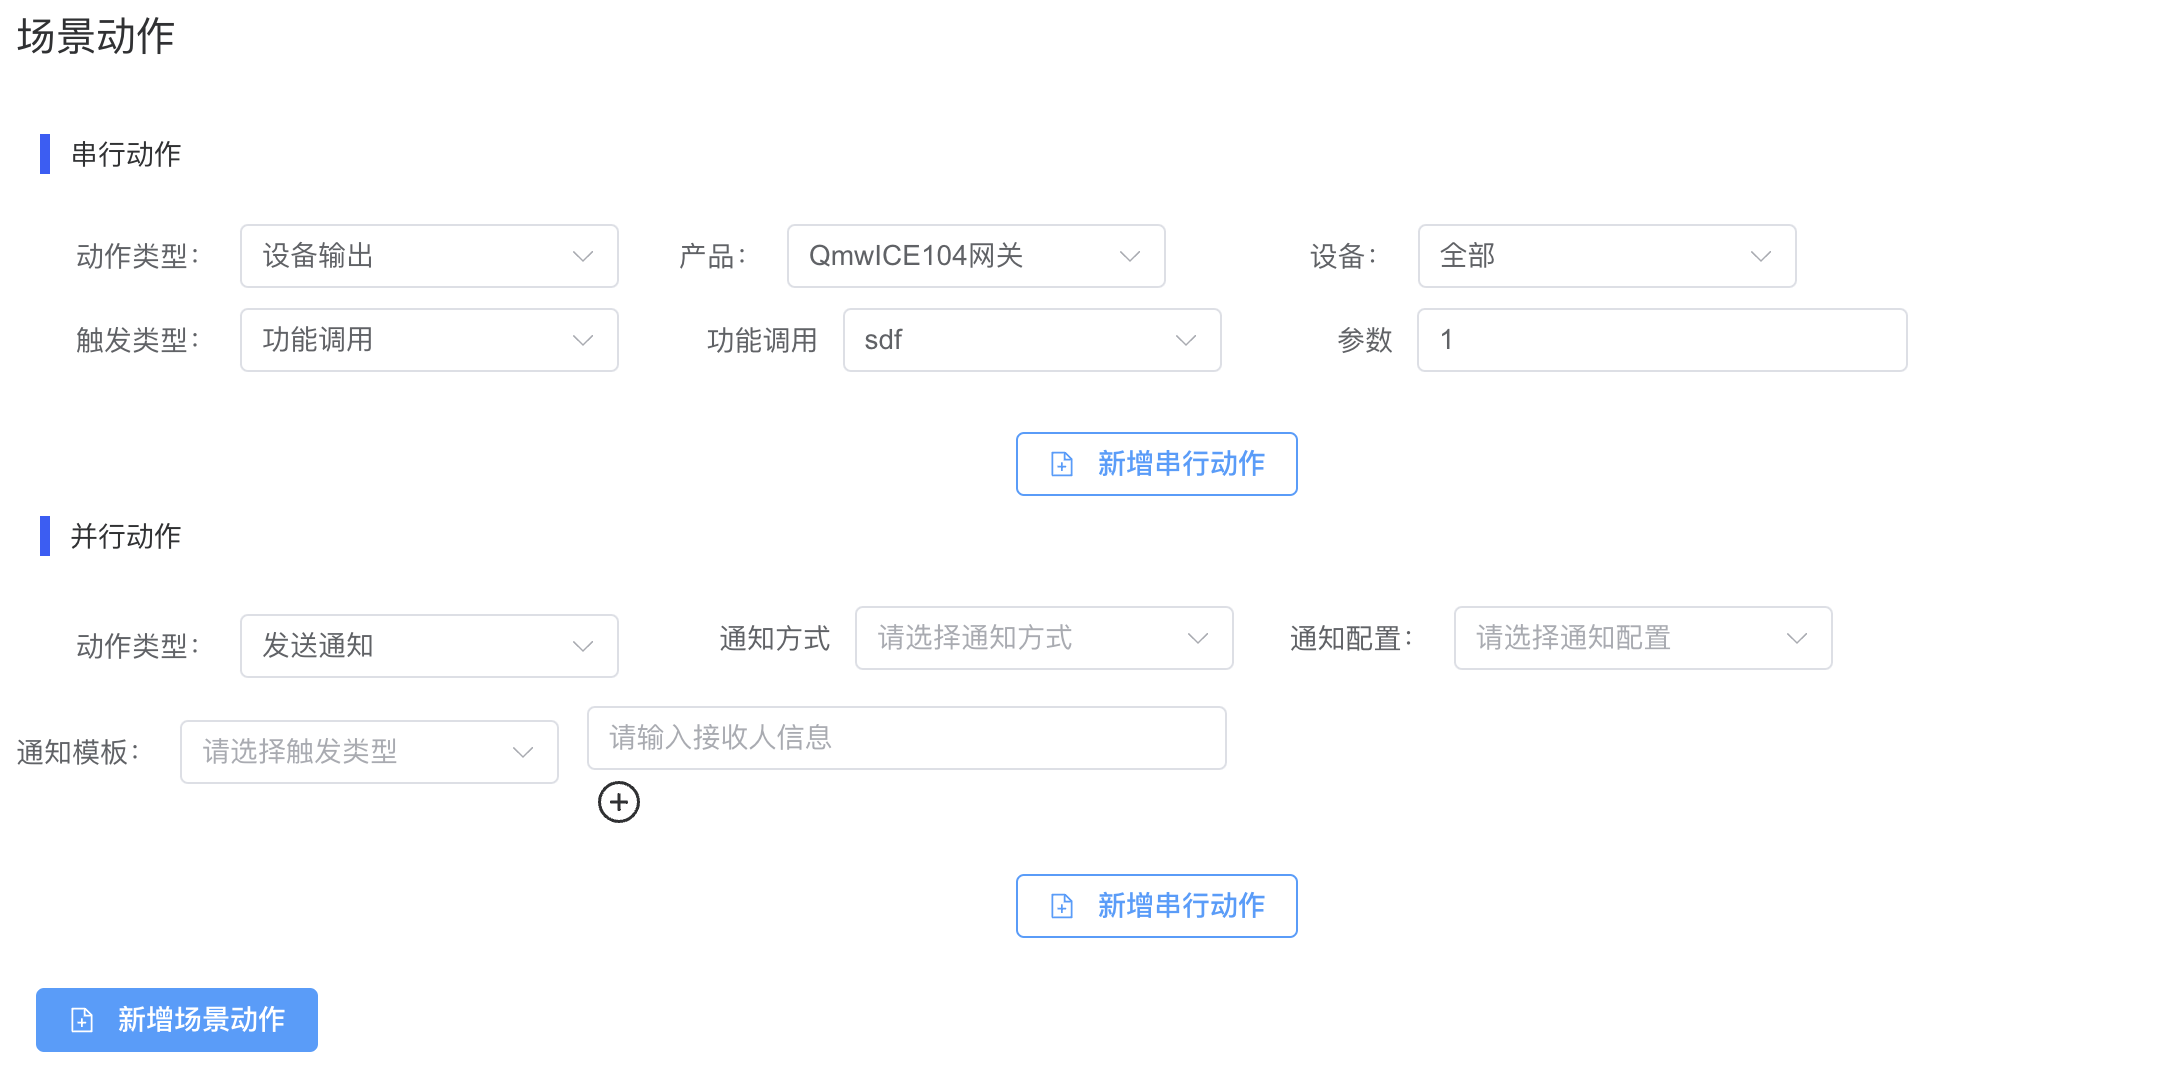 场景动作
串行动作
动作类型： 设备输出 产品： QmwICE104网关 设备： 全部
触发类型： 功能调用 功能调用 sdf 参数 1
新增串行动作
并行动作
动作类型： 发送通知 通知方式 请选择通知方式 通知配置： 请选择通知配置
通知模板： 请选择触发类型 请输入接收人信息
新增串行动作
新增场景动作